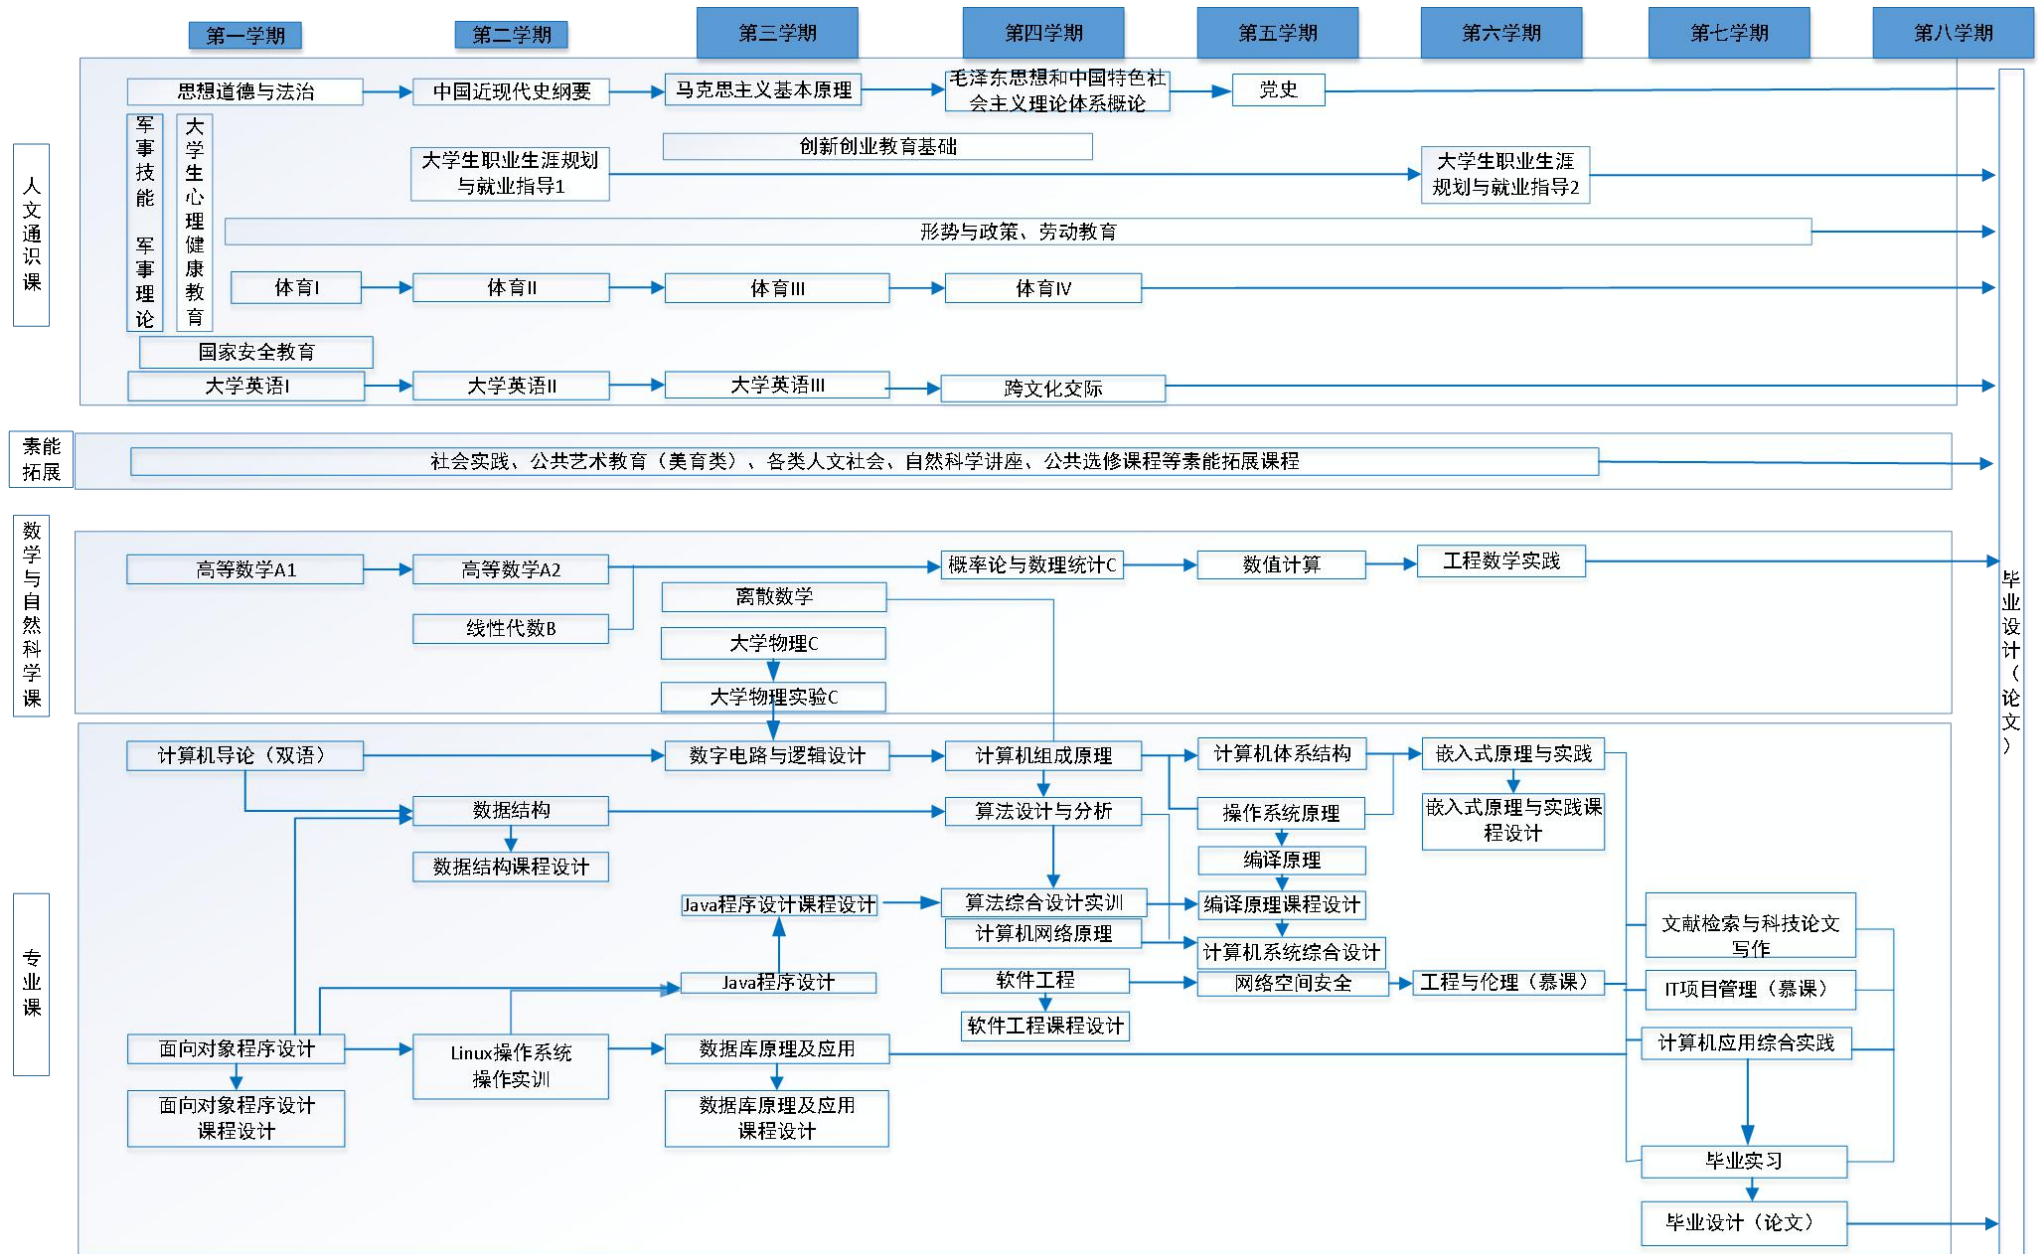 第一学期
第二学期
第三学期
第四学期
第五学期
第六学期
第七学期
第八学期
人文通识课
思想道德与法治
中国近现代史纲要
马克思主义基本原理
毛泽东思想和中国特色社
会主义理论体系概论
党史
军事技能 军事理论
大学生心理健康教育
创新创业教育基础
大学生职业生涯规划
与就业指导1
大学生职业生涯
规划与就业指导2
形势与政策、劳动教育
体育I
体育II
体育III
体育IV
国家安全教育
大学英语I
大学英语II
大学英语III
跨文化交际
素能
拓展
社会实践、公共艺术教育（美育类）、各类人文社会、自然科学讲座、公共选修课程等素能拓展课程
数学与自然科学课
高等数学A1
高等数学A2
概率论与数理统计C
数值计算
工程数学实践
离散数学
线性代数B
大学物理C
大学物理实验C
毕业设计（论文）
专业课
计算机导论（双语）
数字电路与逻辑设计
计算机组成原理
计算机体系结构
嵌入式原理与实践
数据结构
算法设计与分析
操作系统原理
嵌入式原理与实践课
程设计
数据结构课程设计
编译原理
Java程序设计课程设计
算法综合设计实训
编译原理课程设计
计算机网络原理
计算机系统综合设计
文献检索与科技论文
写作
Java程序设计
软件工程
网络空间安全
工程与伦理（慕课）
IT项目管理（慕课）
软件工程课程设计
面向对象程序设计
Linux操作系统
操作实训
数据库原理及应用
计算机应用综合实践
面向对象程序设计
课程设计
数据库原理及应用
课程设计
毕业实习
毕业设计（论文）